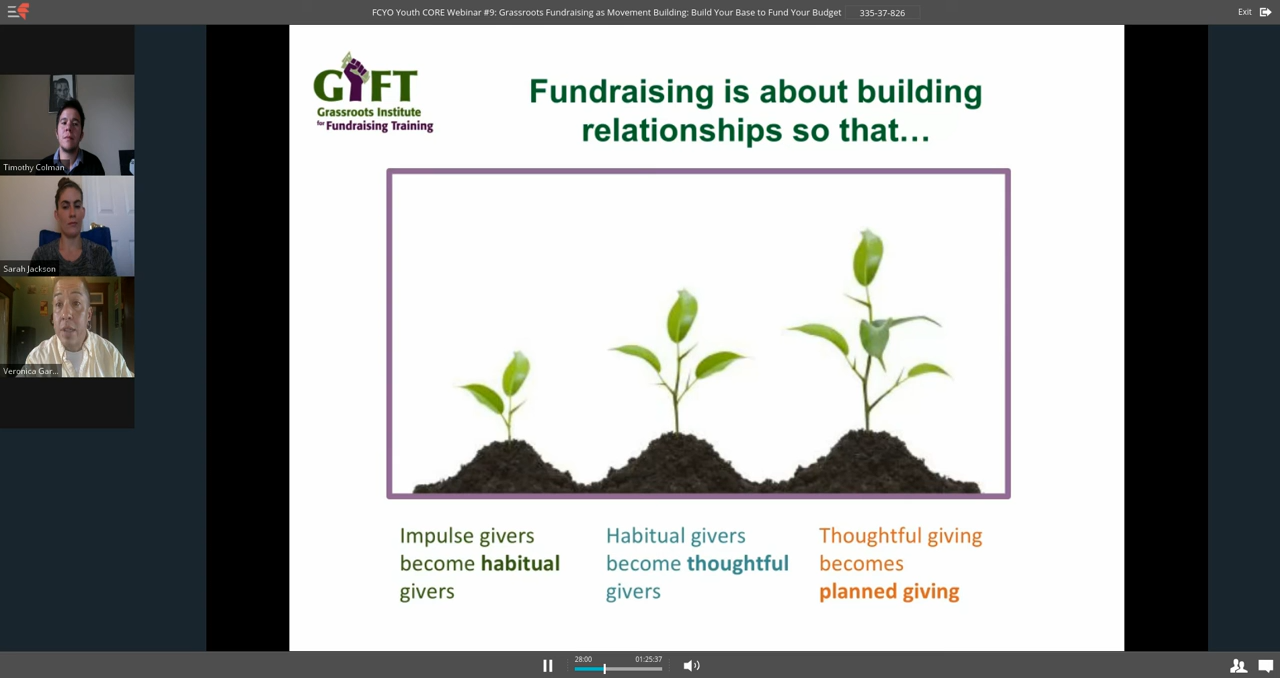 FCYO Youth CORE Webinar #9: Grassroots Fundraising as Movement Building: Build Your Base to Fund Your Budget 335-37-826
Exit
GIFT
Grassroots Institute
for Fundraising Training
Fundraising is about building
relationships so that...
Timothy Colman
Sarah Jackson
Veronica Gar...
Impulse givers
become habitual
givers
Habitual givers
become thoughtful
givers
Thoughtful giving
becomes
planned giving
28:00
01:25:37